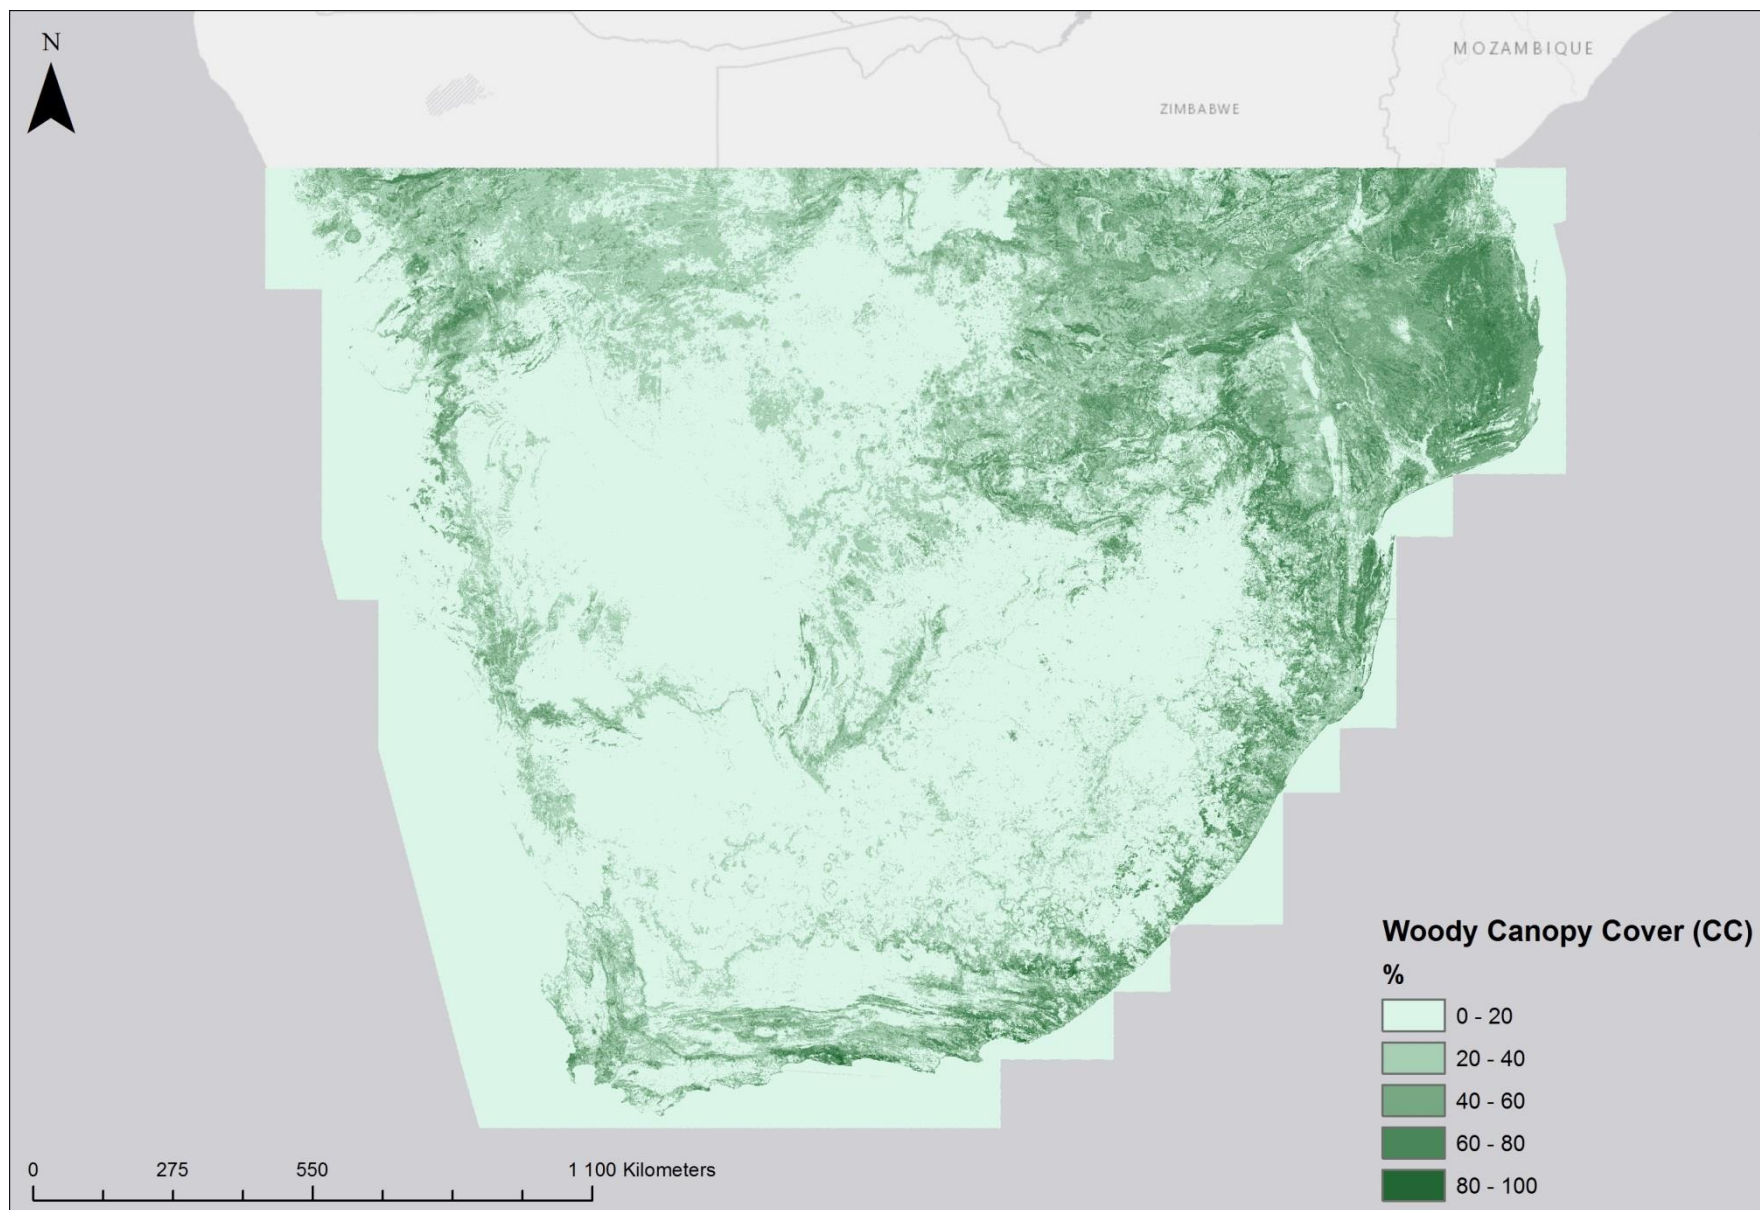 N
MOZAMBIQUE
ZIMBABWE
Woody Canopy Cover (CC)
%
0 - 20
20 - 40
40 - 60
60 - 80
80 - 100
0 275 550 1 100 Kilometers